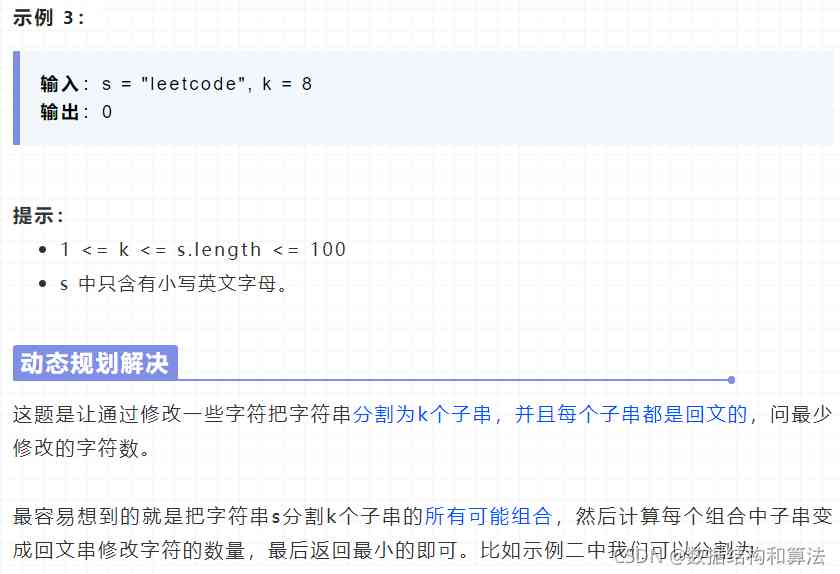 示例 3：
输入：s = "leetcode", k = 8
输出：0
提示：
1 <= k <= s.length <= 100
s 中只含有小写英文字母。
动态规划解决
这题是让通过修改一些字符把字符串分割为k个子串，并且每个子串都是回文的，问最少
修改的字符数。
最容易想到的就是把字符串s分割k个子串的所有可能组合，然后计算每个组合中子串变
成回文串修改字符的数量，最后返回最小的即可。比如示例二中我们可以分割为
CSDN @数据结构和算法